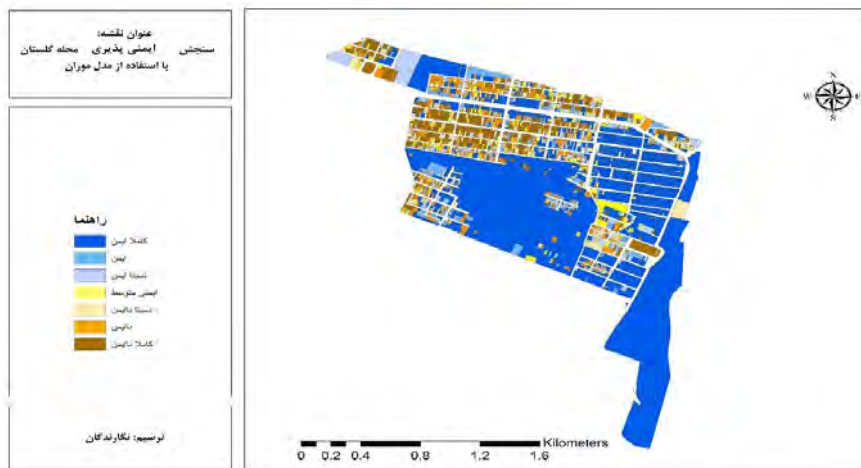 عنوان نقشه:
سنجش ایمنی پذیری محله گلستان
با استفاده از مدل موران
راهنما
کاملا ایمن
ایمن
نسبتا ایمن
ایمنی متوسط
نسبتا ناایمن
ناایمن
کاملا ناایمن
ترسیم: نگارندگان
N
W E
S
Kilometers
0 0.2 0.4 0.8 1.2 1.6